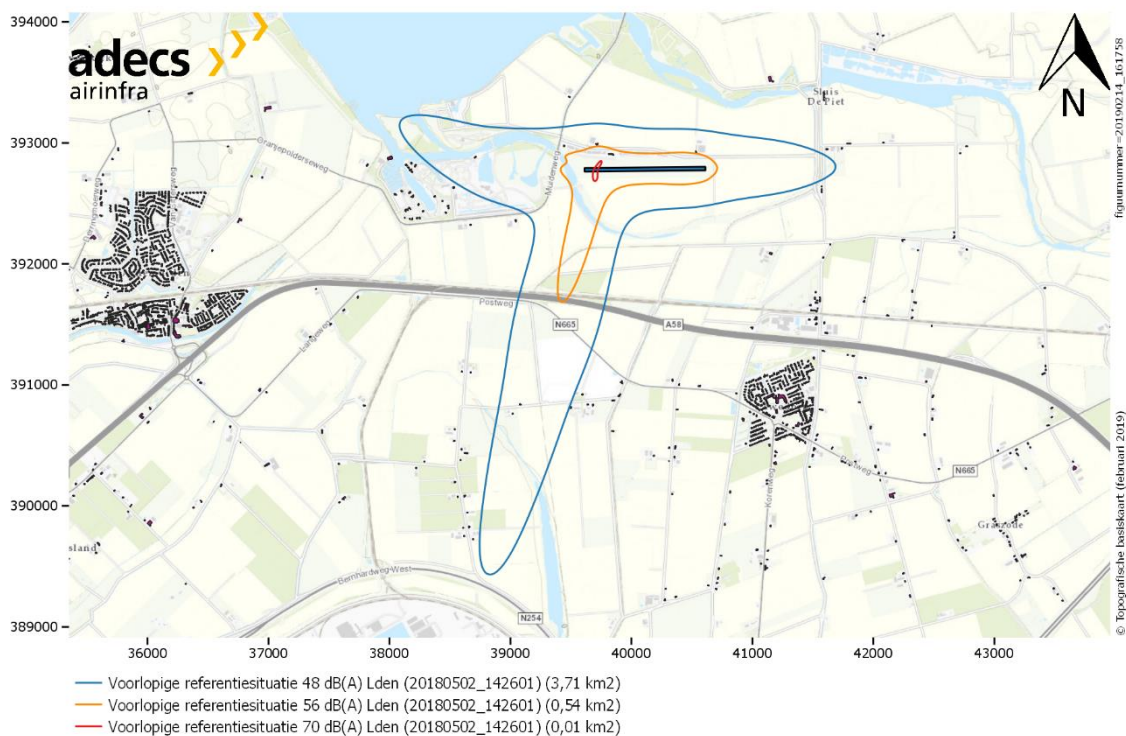 394000
393000
392000
391000
390000
389000
adecs
airinfra
N
figuurnummer=20190214_161758
Sluis
De Piet
Oranjepolderseweg
Muidenweg
Postweg
N665
A58
Postweg
N665
Korenweg
Graszode
sland
Bernhardweg-West
N254
© Topografische basiskaart (februari 2019)
36000
37000
38000
39000
40000
41000
42000
43000
Voorlopige referentiesituatie 48 dB(A) Lden (20180502_142601) (3,71 km2)
Voorlopige referentiesituatie 56 dB(A) Lden (20180502_142601) (0,54 km2)
Voorlopige referentiesituatie 70 dB(A) Lden (20180502_142601) (0,01 km2)